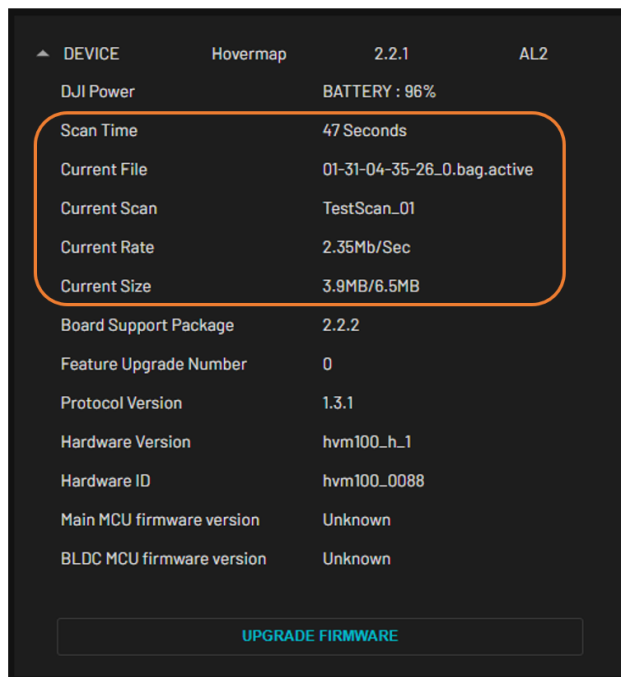 DEVICE Hovermap 2.2.1 AL2
DJI Power BATTERY : 96%
Scan Time 47 Seconds
Current File 01-31-04-35-26_0.bag.active
Current Scan TestScan_01
Current Rate 2.35Mb/Sec
Current Size 3.9MB/6.5MB
Board Support Package 2.2.2
Feature Upgrade Number 0
Protocol Version 1.3.1
Hardware Version hvm100_h_1
Hardware ID hvm100_0088
Main MCU firmware version Unknown
BLDC MCU firmware version Unknown
UPGRADE FIRMWARE